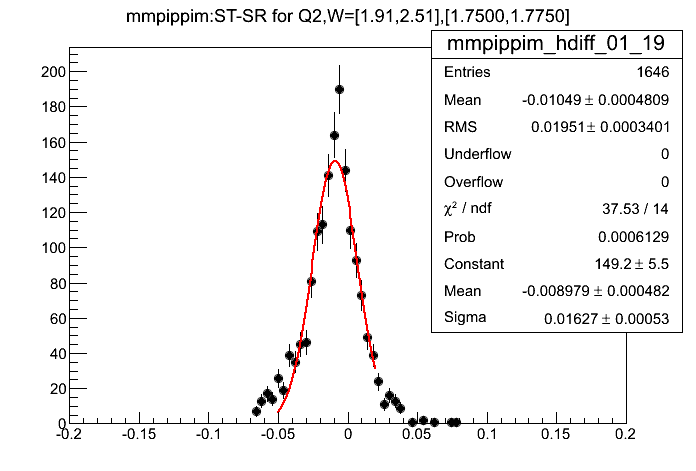 mmpippim:ST-SR for Q2,W=[1.91,2.51],[1.7500,1.7750]
mmpippim_hdiff_01_19
Entries 1646
Mean -0.01049 ± 0.0004809
RMS 0.01951 ± 0.0003401
Underflow 0
Overflow 0
χ² / ndf 37.53 / 14
Prob 0.0006129
Constant 149.2 ± 5.5
Mean -0.008979 ± 0.000482
Sigma 0.01627 ± 0.00053
200
180
160
140
120
100
80
60
40
20
0
-0.2 -0.15 -0.1 -0.05 0 0.05 0.1 0.15 0.2